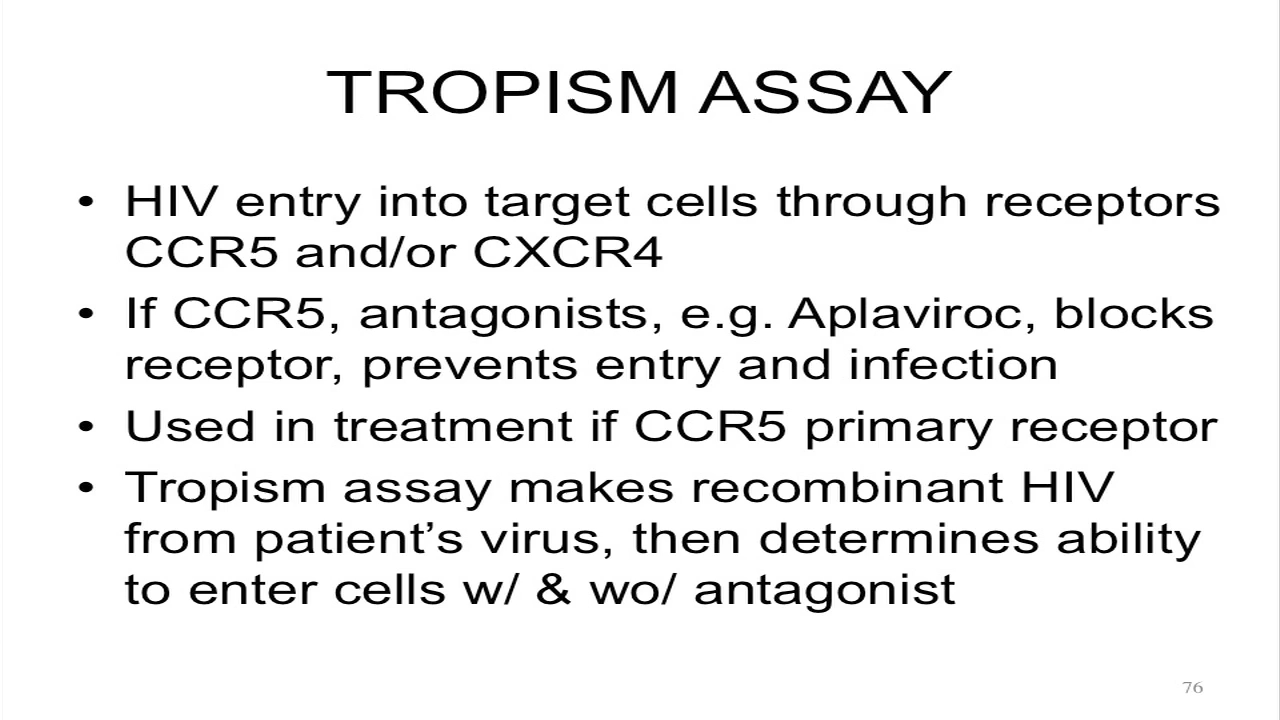 TROPISM ASSAY
• HIV entry into target cells through receptors
CCR5 and/or CXCR4
• If CCR5, antagonists, e.g. Aplaviroc, blocks
receptor, prevents entry and infection
• Used in treatment if CCR5 primary receptor
• Tropism assay makes recombinant HIV
from patient’s virus, then determines ability
to enter cells w/ & wo/ antagonist
76